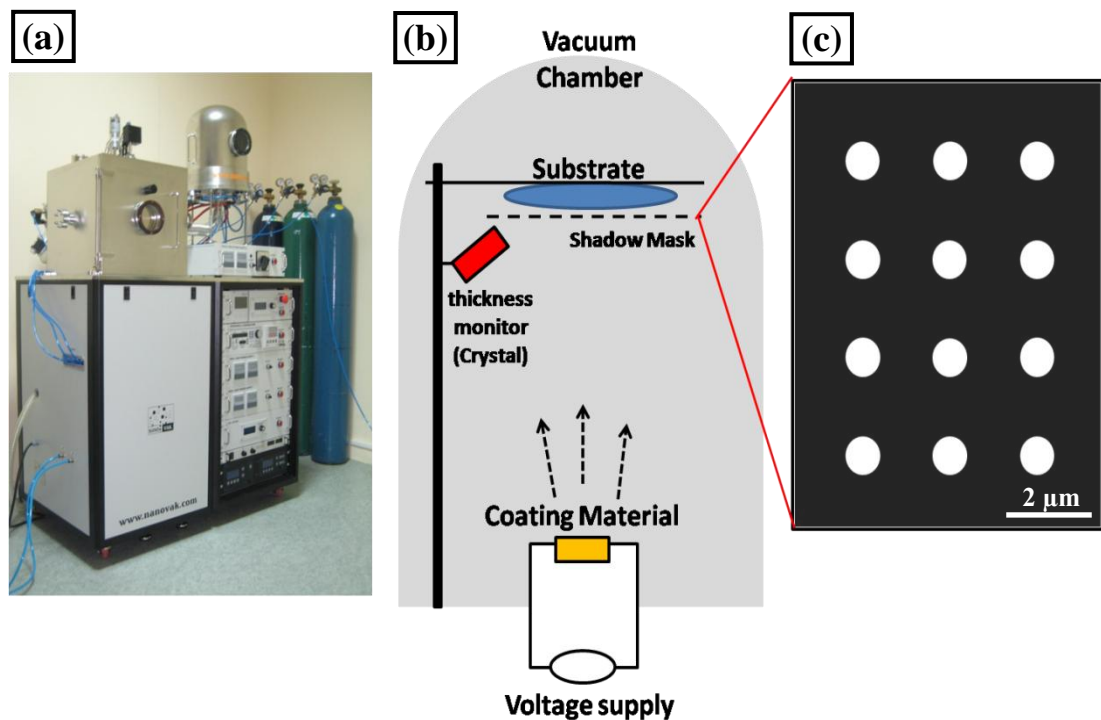 (a)
www.nanovak.com
(b)
Vacuum
Chamber
Substrate
Shadow Mask
thickness
monitor
(Crystal)
Coating Material
Voltage supply
(c)
2 µm